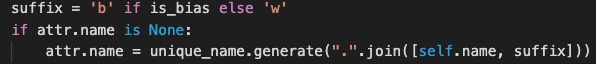 suffix = 'b' if is_bias else 'w'
if attr.name is None:
    attr.name = unique_name.generate(".".join([self.name, suffix]))